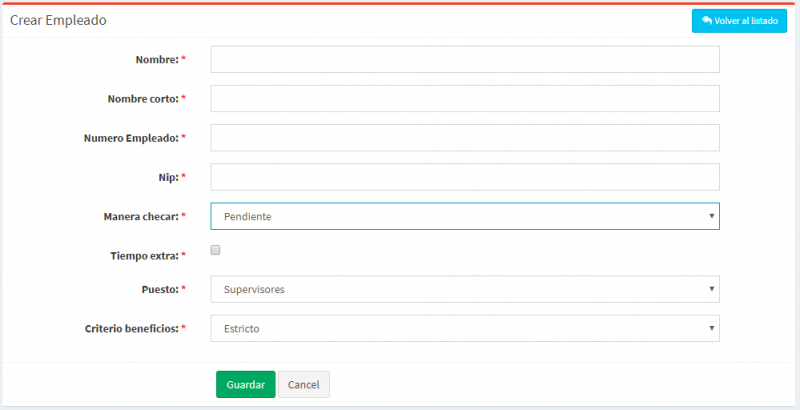 Crear Empleado
Volver al listado
Nombre: *
Nombre corto: *
Numero Empleado: *
Nip: *
Manera checar: *
Pendiente
Tiempo extra: *
Puesto: *
Supervisores
Criterio beneficios: *
Estricto
Guardar
Cancel